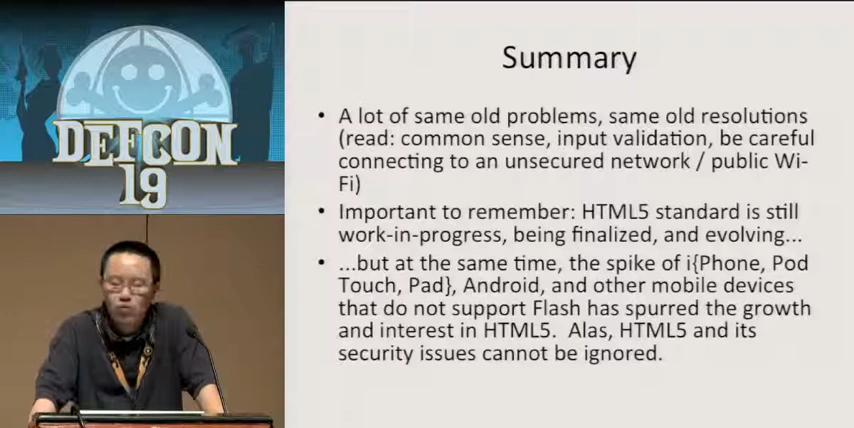 DEFCON
19
Summary
• A lot of same old problems, same old resolutions
(read: common sense, input validation, be careful
connecting to an unsecured network / public Wi-
Fi)
• Important to remember: HTML5 standard is still
work-in-progress, being finalized, and evolving...
• ...but at the same time, the spike of i{Phone, Pod
Touch, Pad}, Android, and other mobile devices
that do not support Flash has spurred the growth
and interest in HTML5.  Alas, HTML5 and its
security issues cannot be ignored.